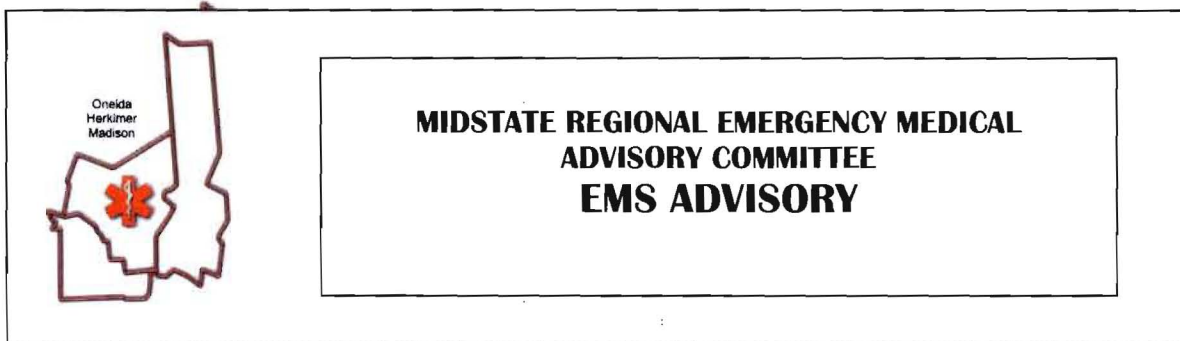 Oneida
Herkimer
Madison
MIDSTATE REGIONAL EMERGENCY MEDICAL
ADVISORY COMMITTEE
EMS ADVISORY